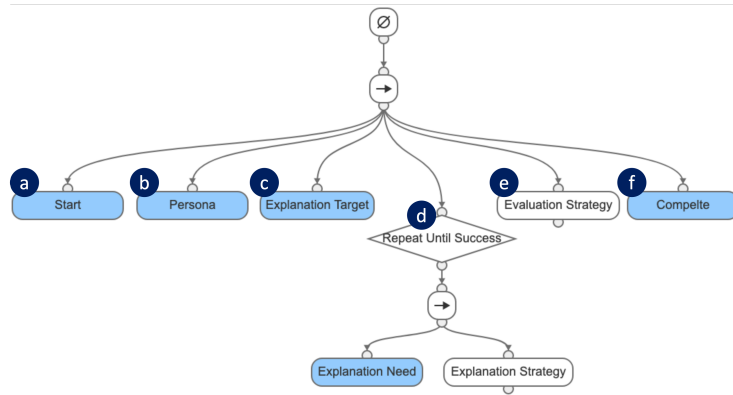 Ø
a
Start
b
Persona
c
Explanation Target
d
Repeat Until Success
e
Evaluation Strategy
f
Compelte
Explanation Need
Explanation Strategy